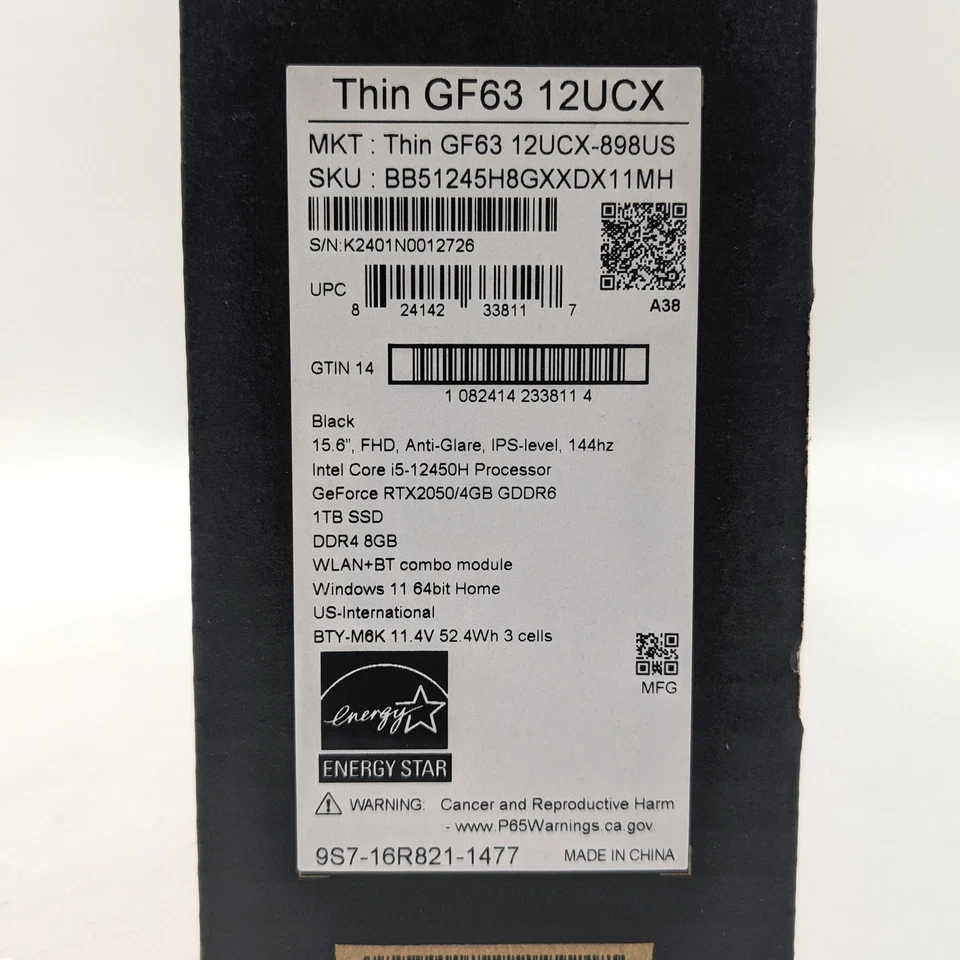 Thin GF63 12UCX
MKT : Thin GF63 12UCX-898US
SKU : BB51245H8GXXDX11MH
S/N:K2401N0012726
UPC
8 24142 33811 7
A38
GTIN 14
1 082414 233811 4
Black
15.6”, FHD, Anti-Glare, IPS-level, 144hz
Intel Core i5-12450H Processor
GeForce RTX2050/4GB GDDR6
1TB SSD
DDR4 8GB
WLAN+BT combo module
Windows 11 64bit Home
US-International
BTY-M6K 11.4V 52.4Wh 3 cells
MFG
energy
ENERGY STAR
WARNING: Cancer and Reproductive Harm
- www.P65Warnings.ca.gov
9S7-16R821-1477 MADE IN CHINA